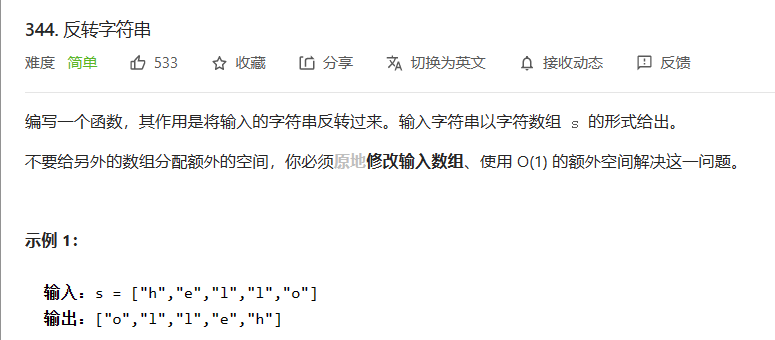 344. 反转字符串
难度 简单 533 收藏 分享 切换为英文 接收动态 反馈
编写一个函数，其作用是将输入的字符串反转过来。输入字符串以字符数组 s 的形式给出。
不要给另外的数组分配额外的空间，你必须原地修改输入数组、使用 O(1) 的额外空间解决这一问题。
示例 1：
输入：s = ["h","e","l","l","o"]
输出：["o","l","l","e","h"]